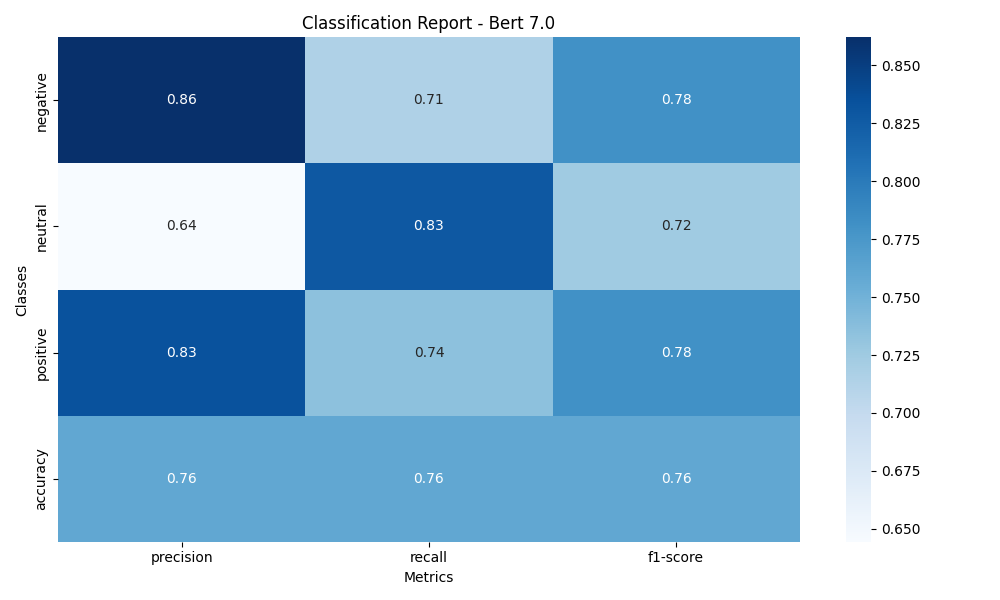 Classification Report - Bert 7.0
negative
0.86 0.71 0.78
neutral
0.64 0.83 0.72
positive
0.83 0.74 0.78
accuracy
0.76 0.76 0.76
Classes
precision recall f1-score
Metrics
0.850
0.825
0.800
0.775
0.750
0.725
0.700
0.675
0.650